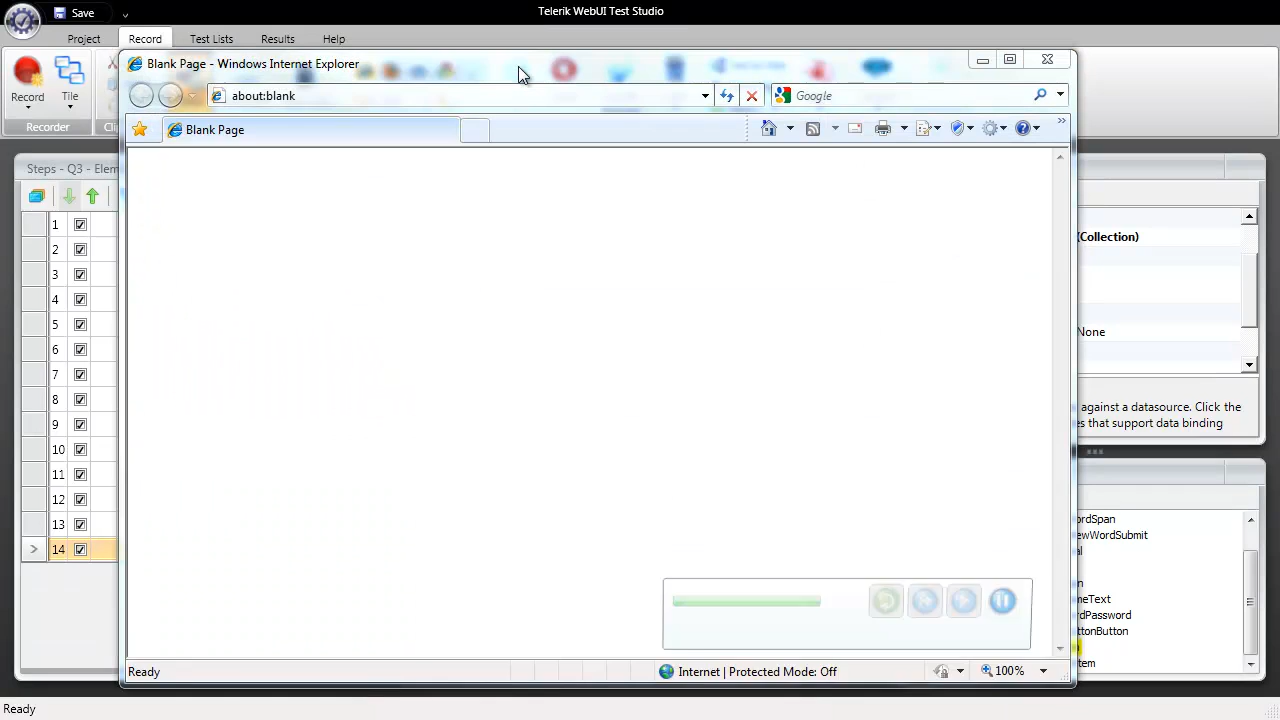 Save
Telerik WebUI Test Studio
Project
Record
Test Lists
Results
Help
Blank Page - Windows Internet Explorer
Record
Tile
about:blank
Google
Recorder
Blank Page
Steps - Q3 - Elem
1
2
3
4
5
6
7
8
9
10
11
12
13
14
(Collection)
None
against a datasource. Click the
es that support data binding
ordSpan
ewWordSubmit
al
n
meText
rdPassword
ttonButton
tem
Ready
Internet | Protected Mode: Off
100%
Ready